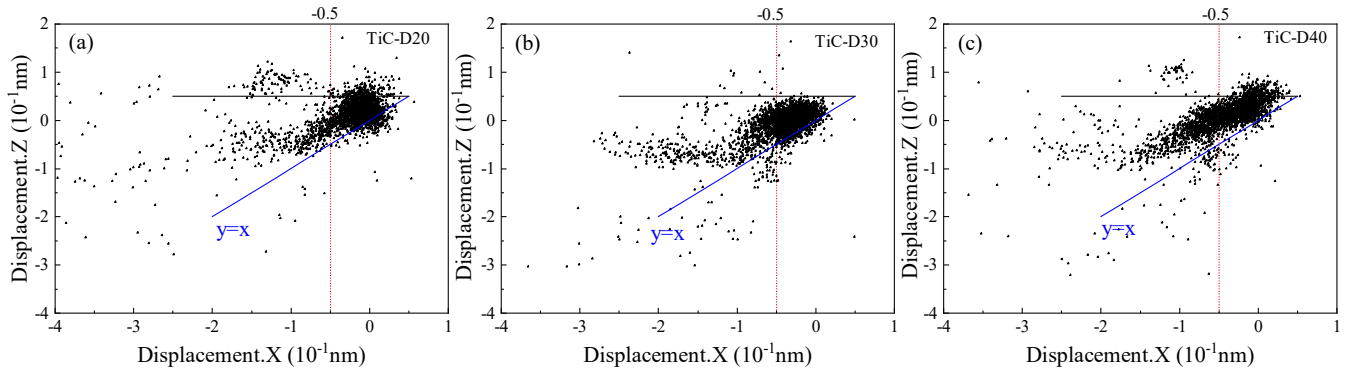 -0.5
(a)
TiC-D20
2
1
0
-1
-2
-3
-4
Displacement.Z (10-1nm)
y=x
-4
-3
-2
-1
0
1
Displacement.X (10-1nm)
-0.5
(b)
TiC-D30
2
1
0
-1
-2
-3
-4
Displacement.Z (10-1nm)
y=x
-4
-3
-2
-1
0
1
Displacement.X (10-1nm)
-0.5
(c)
TiC-D40
2
1
0
-1
-2
-3
-4
Displacement.Z (10-1nm)
y=x
-4
-3
-2
-1
0
1
Displacement.X (10-1nm)